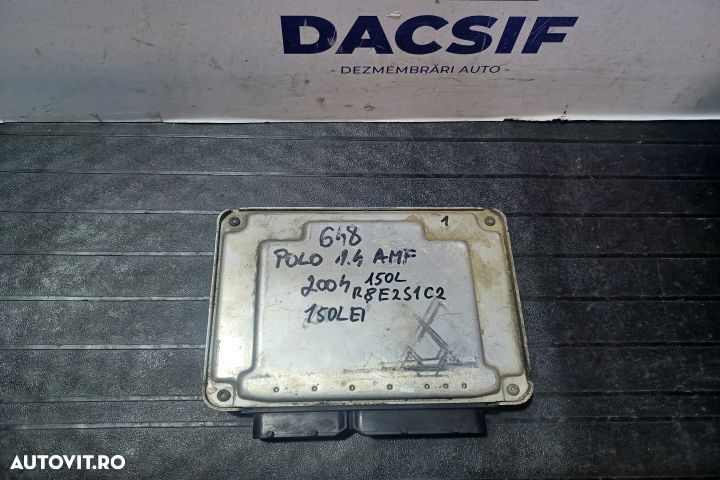 DACSIF
- DEZMEMBRĂRI AUTO -
1
648
POLO 1.4 AMF
2004 150L
R8E2S1C2
150LEI
AUTOVIT.RO